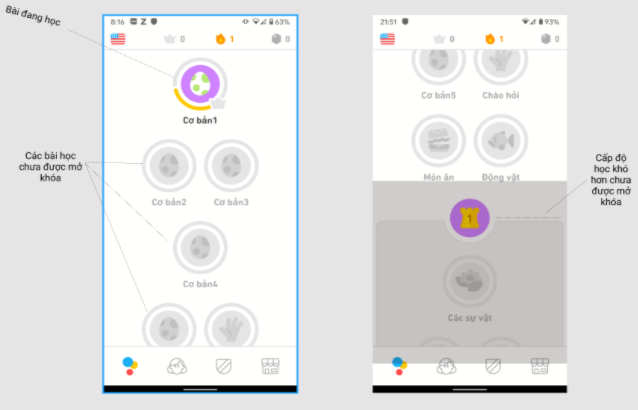 Bài đang học
8:16
63%
0
1
0
Cơ bản1
Các bài học
chưa được mở
khóa
Cơ bản2
Cơ bản3
Cơ bản4
21:51
93%
0
1
0
Cơ bản5
Chào hỏi
Món ăn
Động vật
1
Các sự vật
Cấp độ
học khó
hơn chưa
được mở
khóa